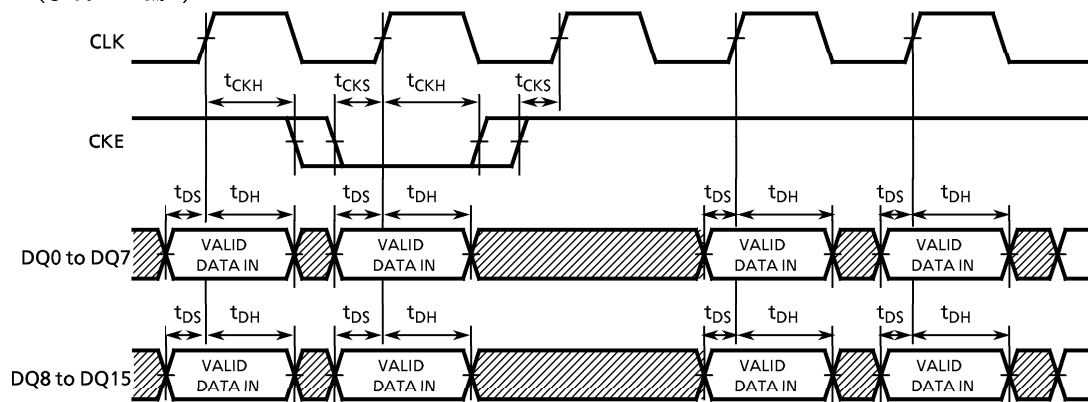 CLK
tCKH tCKS tCKH tCKS
CKE
tDS tDH tDS tDH tDS tDH tDS tDH
DQ0 to DQ7
VALID DATA IN
VALID DATA IN
VALID DATA IN
VALID DATA IN
tDS tDH tDS tDH tDS tDH tDS tDH
DQ8 to DQ15
VALID DATA IN
VALID DATA IN
VALID DATA IN
VALID DATA IN